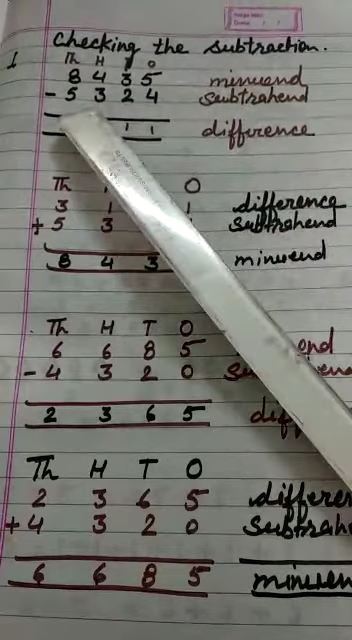 Checking the subtraction.
1
Th H O
8 4 3 5 minuend
- 5 3 2 4 subtrahend
1 1 difference
Th O
3 1 1 difference
+ 5 3 subtrahend
8 4 3 minuend
Th H T O
6 6 8 5
- 4 3 2 0
2 3 6 5
Th H T O
2 3 6 5
+ 4 3 2 0
6 6 8 5